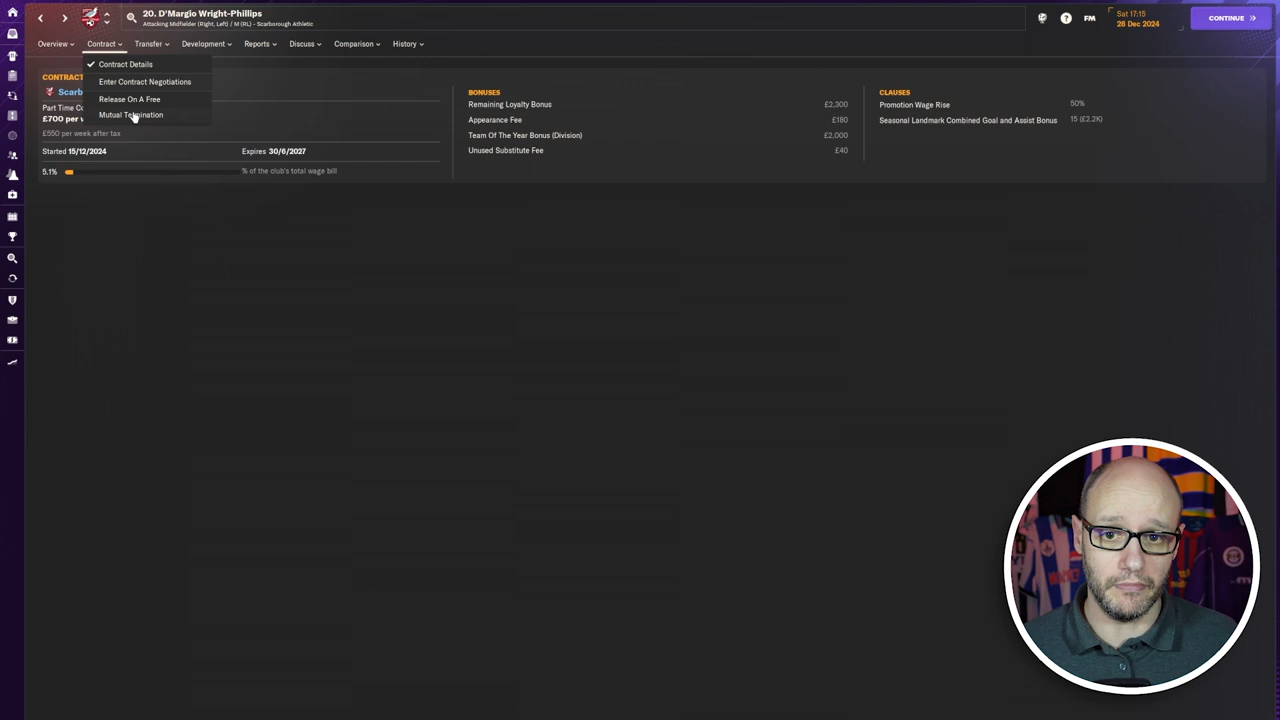 20. D'Margio Wright-Phillips
Attacking Midfielder (Right, Left) / M (RL) - Scarborough Athletic
FM
Sat 17:15
28 Dec 2024
CONTINUE
Overview
Contract
Transfer
Development
Reports
Discuss
Comparison
History
Contract Details
Enter Contract Negotiations
Release On A Free
Mutual Termination
CONTRACT
Scarb
Part Time Co
£700 per w
£550 per week after tax
Started 15/12/2024
Expires 30/6/2027
5.1%
% of the club's total wage bill
BONUSES
Remaining Loyalty Bonus £2,300
Appearance Fee £180
Team Of The Year Bonus (Division) £2,000
Unused Substitute Fee £40
CLAUSES
Promotion Wage Rise 50%
Seasonal Landmark Combined Goal and Assist Bonus 15 (£2.2K)